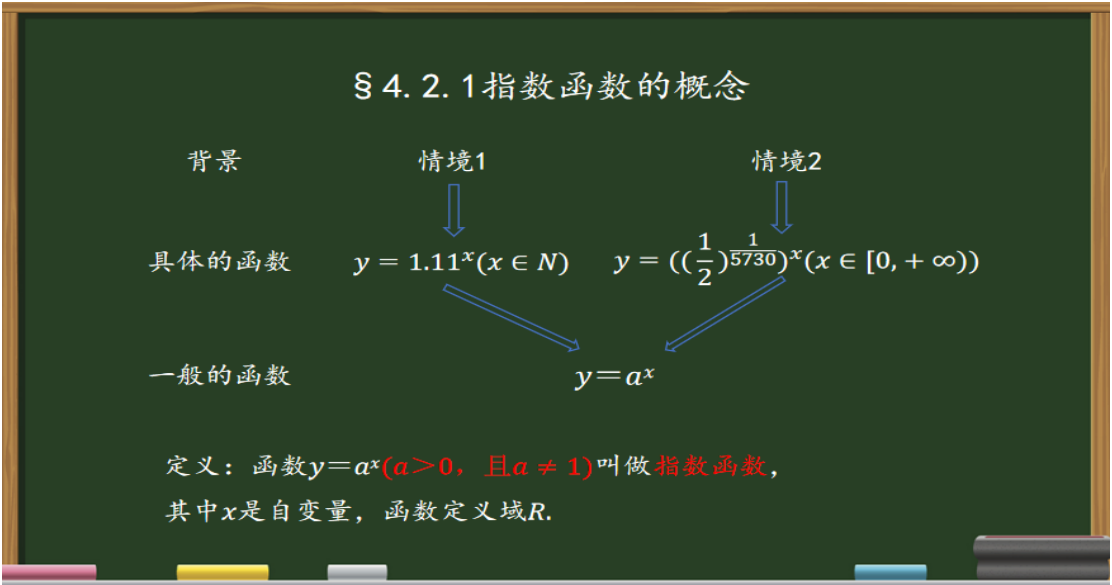 §4.2.1指数函数的概念
背景 情境1 情境2
具体的函数 y = 1.11ˣ(x ∈ N) y = ((1/2)^(1/5730))ˣ(x ∈ [0, + ∞))
一般的函数 y=aˣ
定义：函数y=aˣ(a>0，且a ≠ 1)叫做指数函数，
其中x是自变量，函数定义域R.